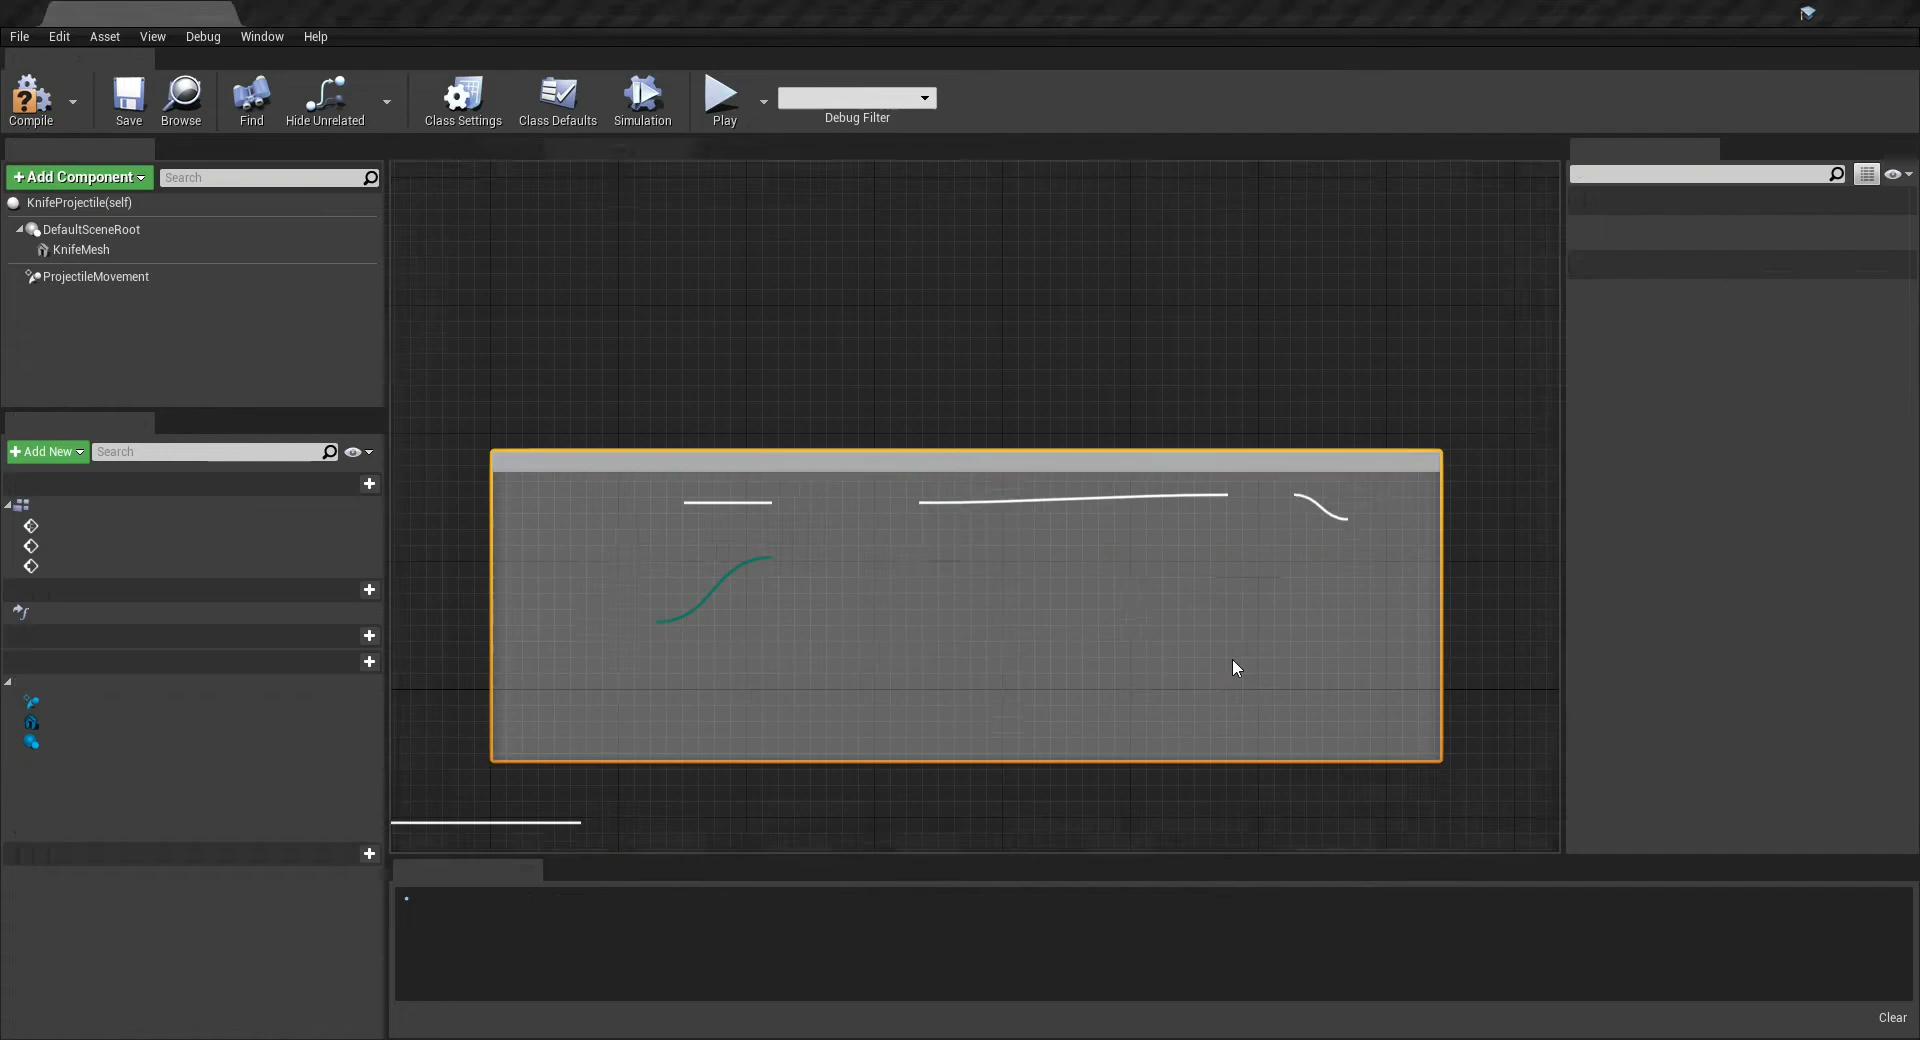 File Edit Asset View Debug Window Help
Compile Save Browse Find Hide Unrelated Class Settings Class Defaults Simulation Play Debug Filter
+ Add Component Search
KnifeProjectile(self)
DefaultSceneRoot
KnifeMesh
ProjectileMovement
+ Add New Search
Clear